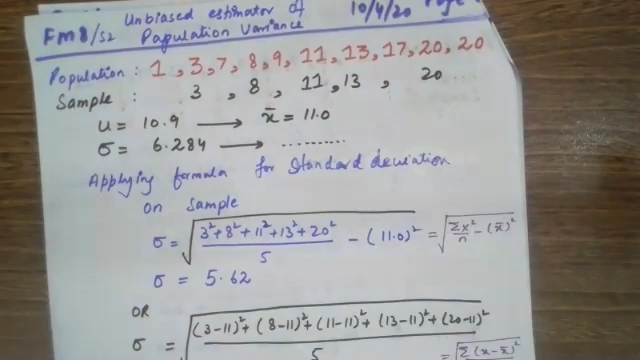 Unbiased estimator of 10/4/20 Page
FM8/S2 Population Variance
Population : 1 , 3 , 7 , 8 , 9 , 11 , 13 , 17 , 20 , 20
Sample : 3 , 8 , 11 , 13 , 20
u = 10.9 ⟶ x̄ = 11.0
σ = 6.284 ⟶ ..........
Applying formula for Standard deviation
on Sample
σ = √((3²+8²+11²+13²+20²)/5 − (11.0)²) = √(Σx²/n − (x̄)²)
σ = 5.62
OR
σ = √(((3−11)²+(8−11)²+(11−11)²+(13−11)²+(20−11)²)/5) = √(Σ(x−x̄)²